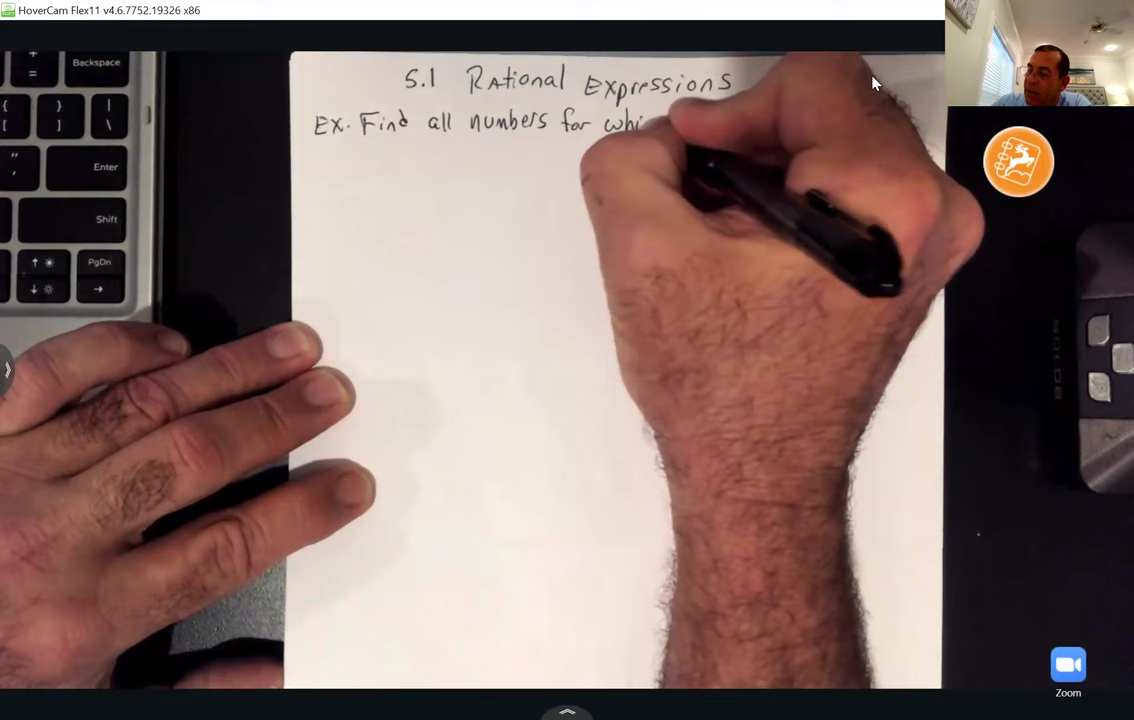 HoverCam Flex11 v4.6.7752.19326 x86
5.1 Rational Expressions
Ex. Find all numbers for whi
+
=
Backspace
{
[
}
]
|
\
"
'
Enter
Shift
PgDn
Zoom